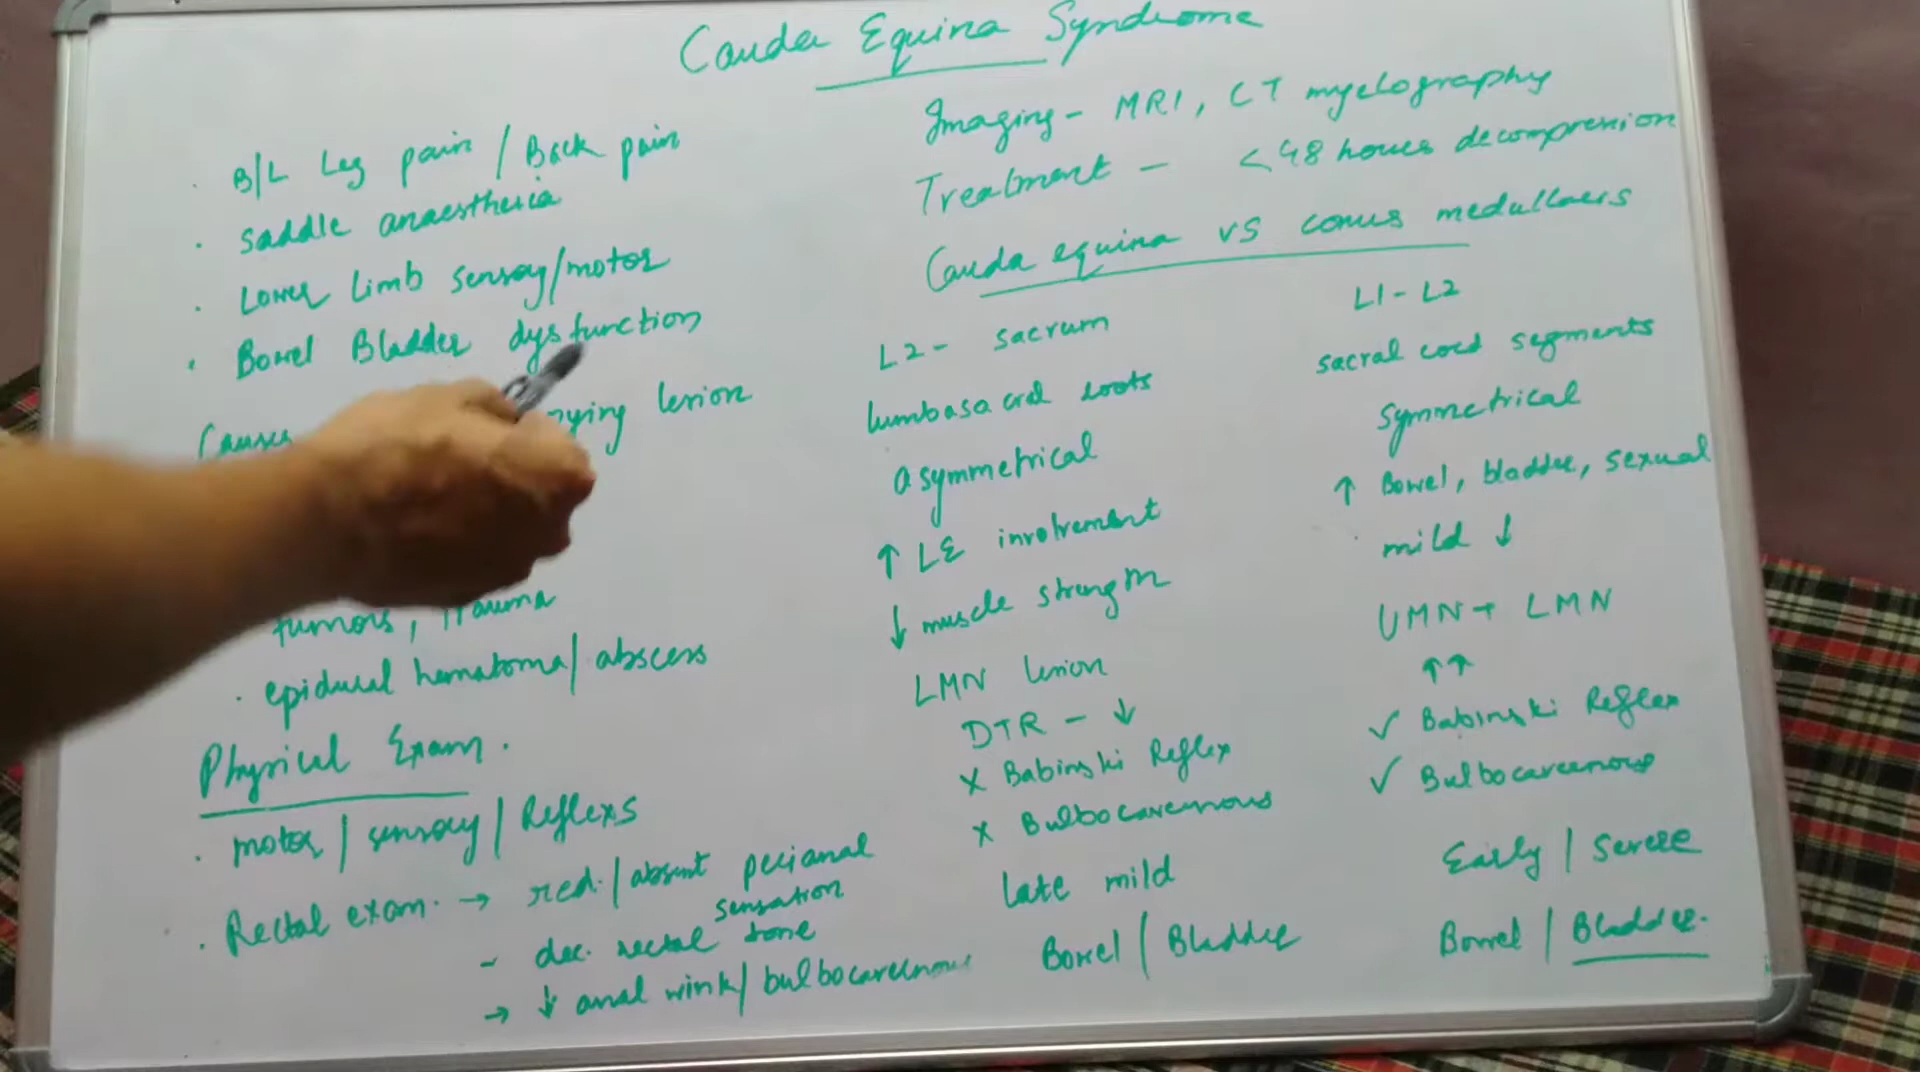 Cauda Equina Syndrome
. B/L Leg pain / Back pain
. saddle anaesthesia
. Lower limb sensory/motor
. Bowel Bladder dysfunction
Causes lesion
tumors, Trauma
. epidural hematoma/abscess
Physical Exam.
. motor / sensory / Reflexs
. Rectal exam. → red. / absent perianal sensation
- dec. rectal tone
→ ↓ anal wink / bulbocavernous
Imaging - MRI, CT myelography
Treatment - < 48 hours decompression
Cauda equina vs conus medullaris
L2 - sacrum
lumbasacral roots
asymmetrical
↑ LE involvement
↓ muscle strength
LMN lesion
DTR - ↓
x Babinski Reflex
x Bulbocavernous
late mild
Bowel / Bladder
L1 - L2
sacral cord segments
symmetrical
↑ Bowel, bladder, sexual
mild ↓
UMN + LMN
↑↑
✓ Babinski Reflex
✓ Bulbocavernous
Early / severe
Bowel / Bladder.